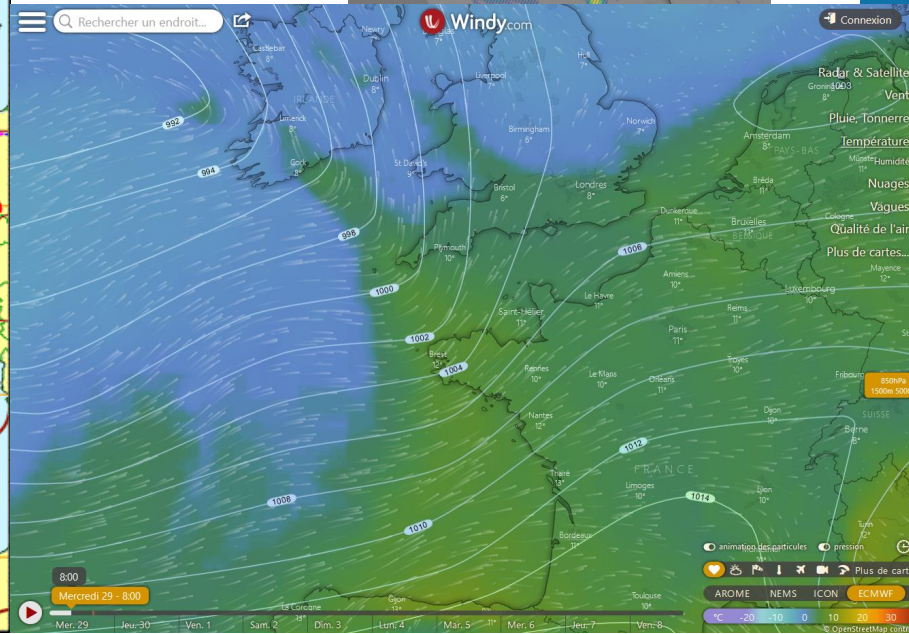 Rechercher un endroit...
Windy.com
Connexion
Newry
7°
7°
Castlebar
8°
Hull
7°
Radar & Satellite
Dublin
8°
Liverpool
7°
Groningue
8°
1003
IRLANDE
Vent
992
Limerick
8°
Birmingham
6°
Norwich
7°
Pluie, Tonnerre
Amsterdam
8°
Température
PAYS-BAS
994
Cork
8°
St David's
9°
Münster
Humidité
Bristol
6°
Londres
8°
Bréda
11°
Nuages
998
Dunkerque
11°
Bruxelles
BELGIQUE
Cologne
Vagues
Qualité de l'air
Plymouth
10°
1006
Plus de cartes...
1000
Amiens
10°
Mayence
12°
Le Havre
11°
Luxembourg
10°
Saint-Hélier
11°
Reims
11°
1002
Paris
11°
Brest
1004
Rennes
10°
Le Mans
10°
Orléans
11°
Troyes
10°
Fribourg
850hPa
1500m 5000
Nantes
12°
Dijon
10°
SUISSE
Berne
8°
1012
FRANCE
Thairé
13°
Limoges
10°
Lyon
10°
1014
1008
1010
Bordeaux
11°
Turin
12°
animation des particules
pression
8:00
Mercredi 29 - 8:00
Plus de cart
AROME
NEMS
ICON
ECMWF
La Corogne
Gijon
13°
11°
Toulouse
10°
Mer. 29
Jeu. 30
Ven. 1
Sam. 2
Dim. 3
Lun. 4
Mar. 5
Mer. 6
Jeu. 7
Ven. 8
°C
-20
-10
0
10
20
30
© OpenStreetMap contri